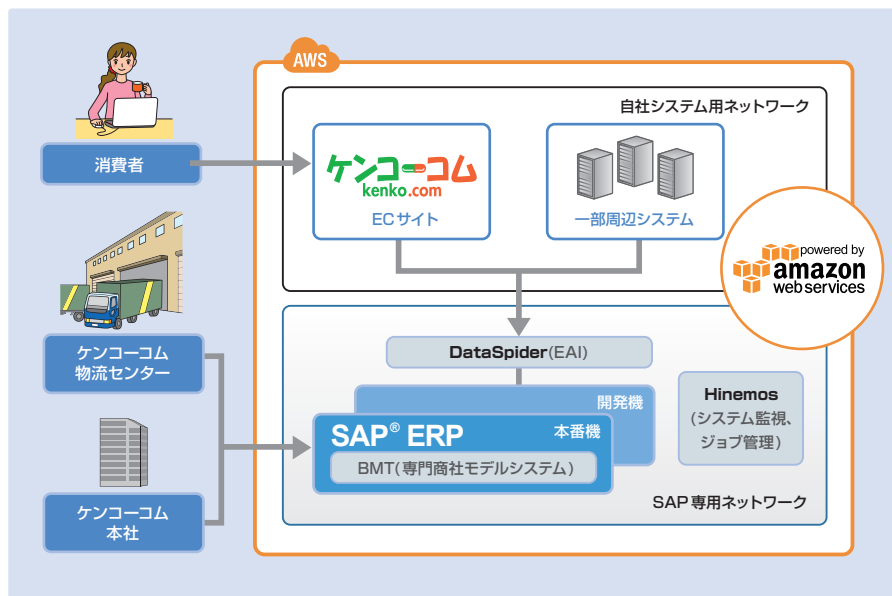 AWS
自社システム用ネットワーク
消費者
ケンコーコム
kenko.com
ECサイト
一部周辺システム
powered by
amazon
webservices
DataSpider(EAI)
ケンコーコム
物流センター
開発機
SAP® ERP
本番機
BMT(専門商社モデルシステム)
Hinemos
(システム監視、
ジョブ管理)
SAP専用ネットワーク
ケンコーコム
本社